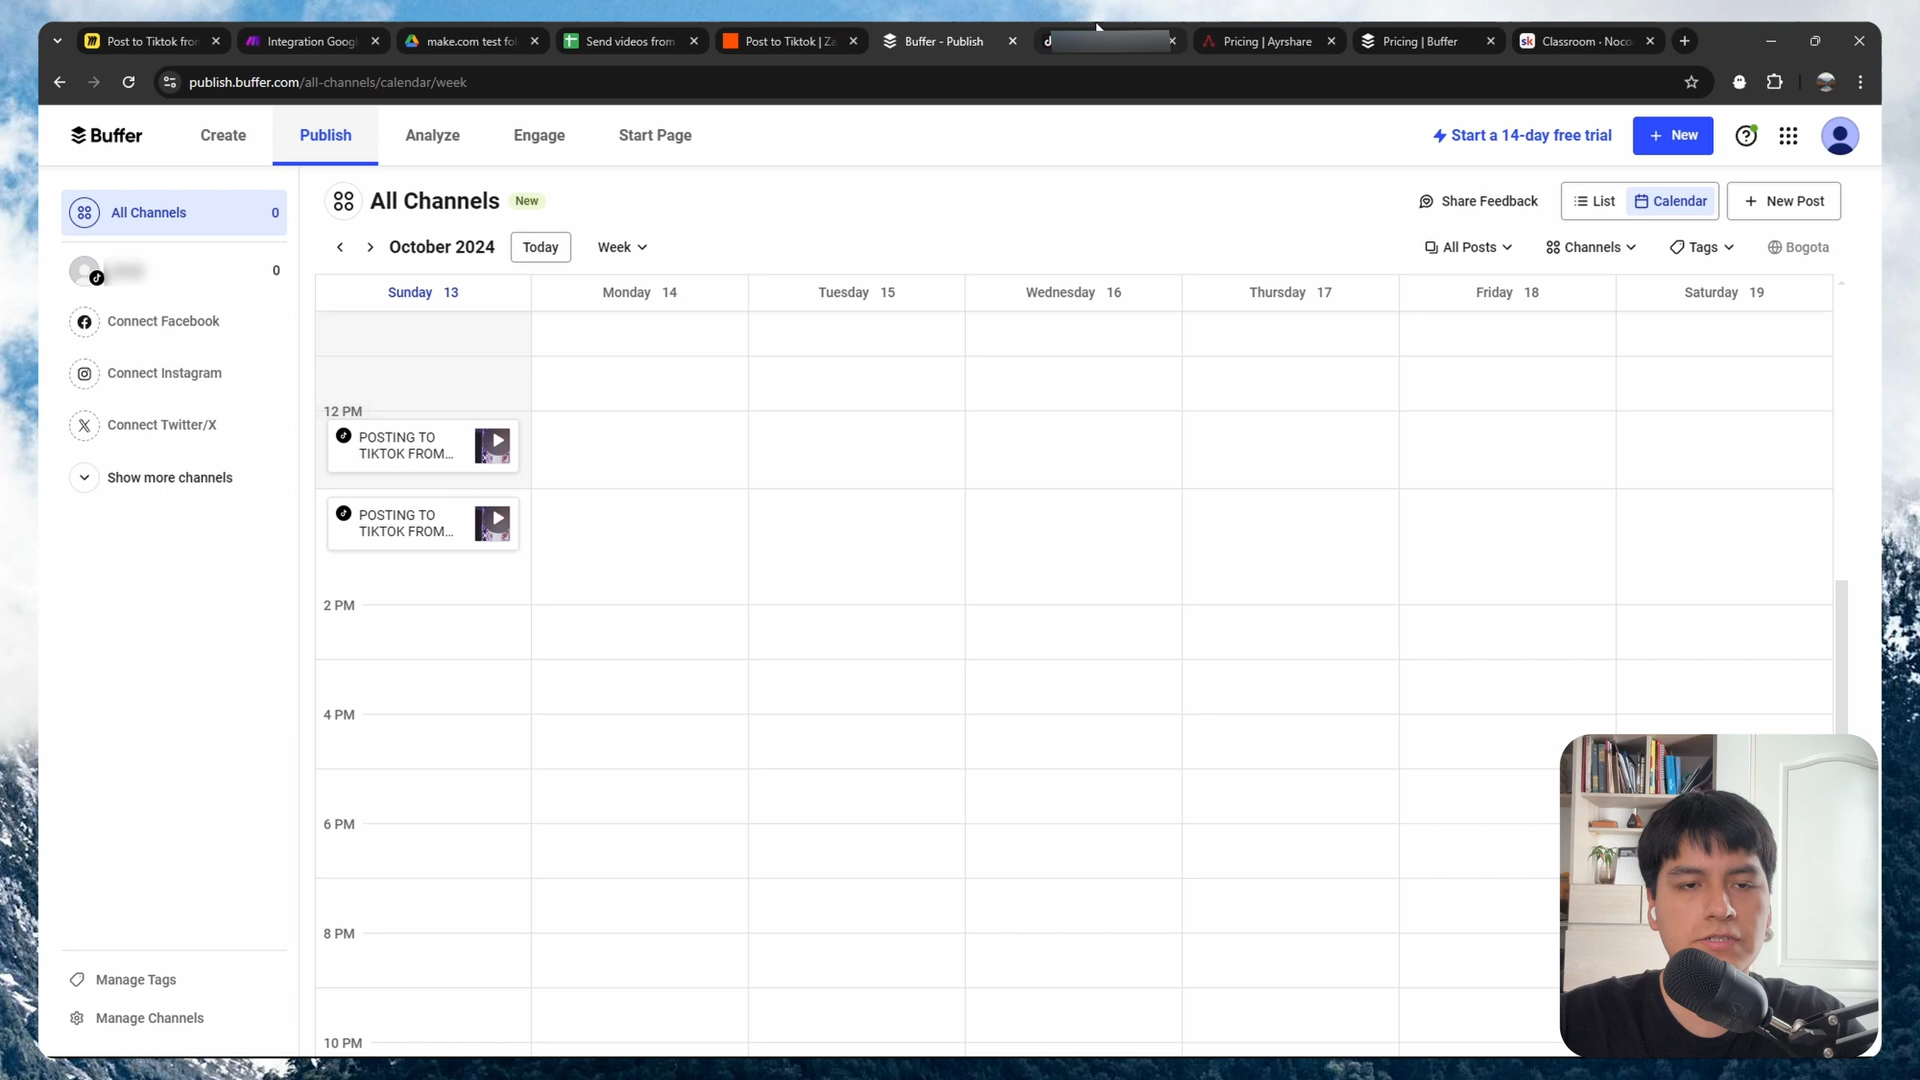 Post to Tiktok fron
Integration Googl
make.com test fol
Send videos from
Post to Tiktok | Za
Buffer - Publish
Pricing | Ayrshare
Pricing | Buffer
Classroom · Noco
publish.buffer.com/all-channels/calendar/week
Buffer
Create
Publish
Analyze
Engage
Start Page
Start a 14-day free trial
+ New
All Channels
0
0
Connect Facebook
Connect Instagram
Connect Twitter/X
Show more channels
Manage Tags
Manage Channels
All Channels
New
Share Feedback
List
Calendar
+ New Post
October 2024
Today
Week
All Posts
Channels
Tags
Bogota
Sunday 13
Monday 14
Tuesday 15
Wednesday 16
Thursday 17
Friday 18
Saturday 19
12 PM
POSTING TO
TIKTOK FROM...
POSTING TO
TIKTOK FROM...
2 PM
4 PM
6 PM
8 PM
10 PM